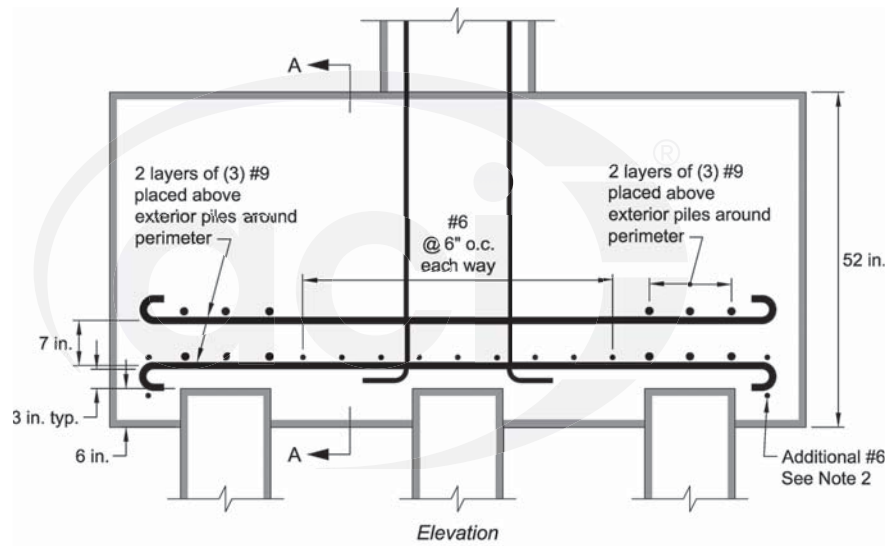 A
2 layers of (3) #9
placed above
exterior piles around
perimeter
#6
@ 6" o.c.
each way
2 layers of (3) #9
placed above
exterior piles around
perimeter
52 in.
7 in.
3 in. typ.
6 in.
A
Additional #6
See Note 2
Elevation
aci
®